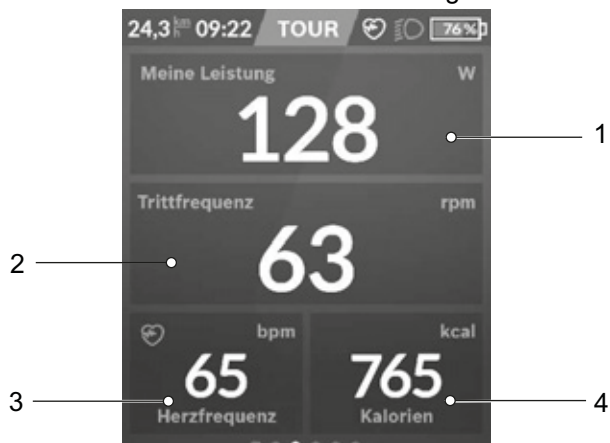 24,3 km/h 09:22 TOUR 76%
Meine Leistung W
128
1
Trittfrequenz rpm
63
2
bpm
65
Herzfrequenz
3
kcal
765
Kalorien
4